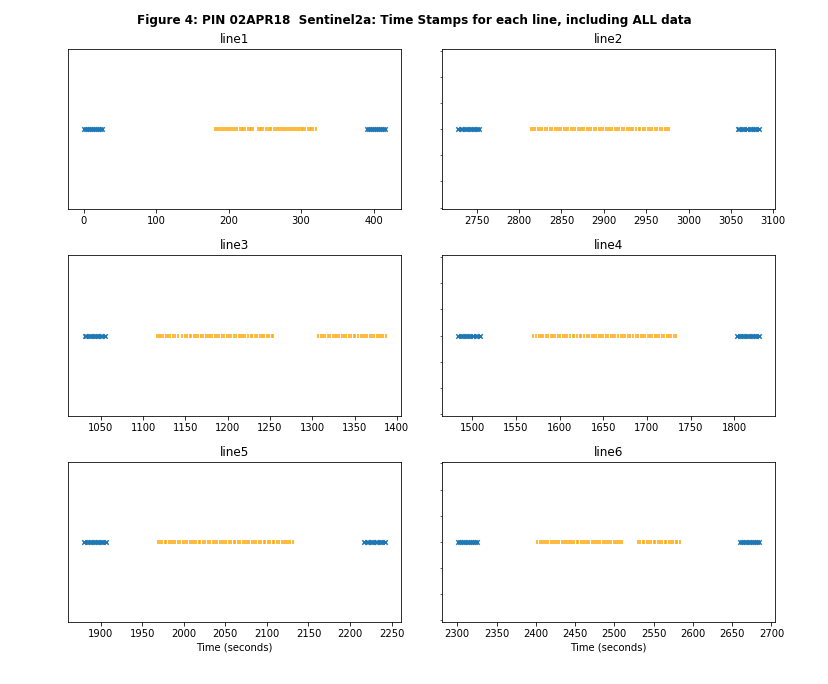 Figure 4: PIN 02APR18  Sentinel2a: Time Stamps for each line, including ALL data
line1
line2
0 100 200 300 400
2750 2800 2850 2900 2950 3000 3050 3100
line3
line4
1050 1100 1150 1200 1250 1300 1350 1400
1500 1550 1600 1650 1700 1750 1800
line5
line6
1900 1950 2000 2050 2100 2150 2200 2250
2300 2350 2400 2450 2500 2550 2600 2650 2700
Time (seconds)
Time (seconds)